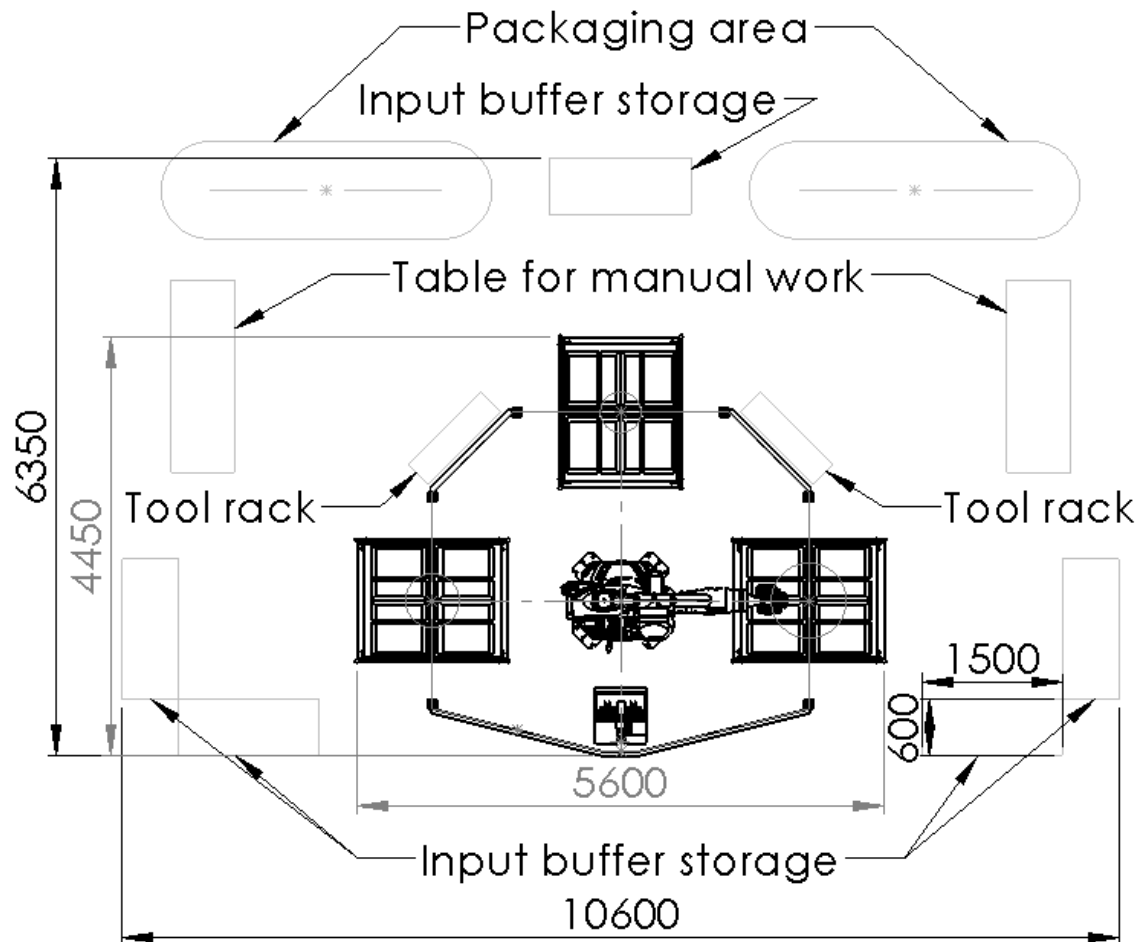 Packaging area
Input buffer storage
Table for manual work
6350
4450
Tool rack
Tool rack
1500
600
5600
Input buffer storage
10600